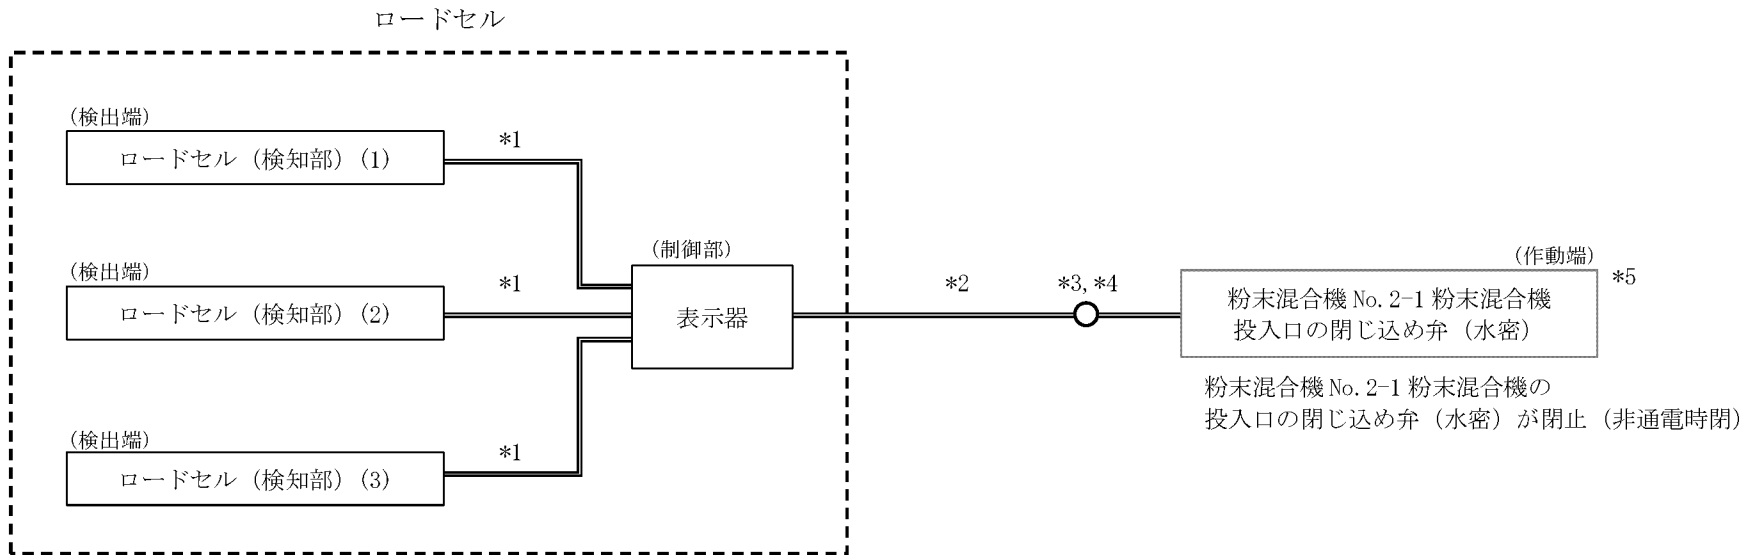 ロードセル
(検出端)
ロードセル（検知部）(1)
*1
(検出端)
ロードセル（検知部）(2)
*1
(検出端)
ロードセル（検知部）(3)
*1
(制御部)
表示器
*2
*3, *4
(作動端)
*5
粉末混合機 No. 2-1 粉末混合機
投入口の閉じ込め弁（水密）
粉末混合機 No. 2-1 粉末混合機の
投入口の閉じ込め弁（水密）が閉止（非通電時閉）